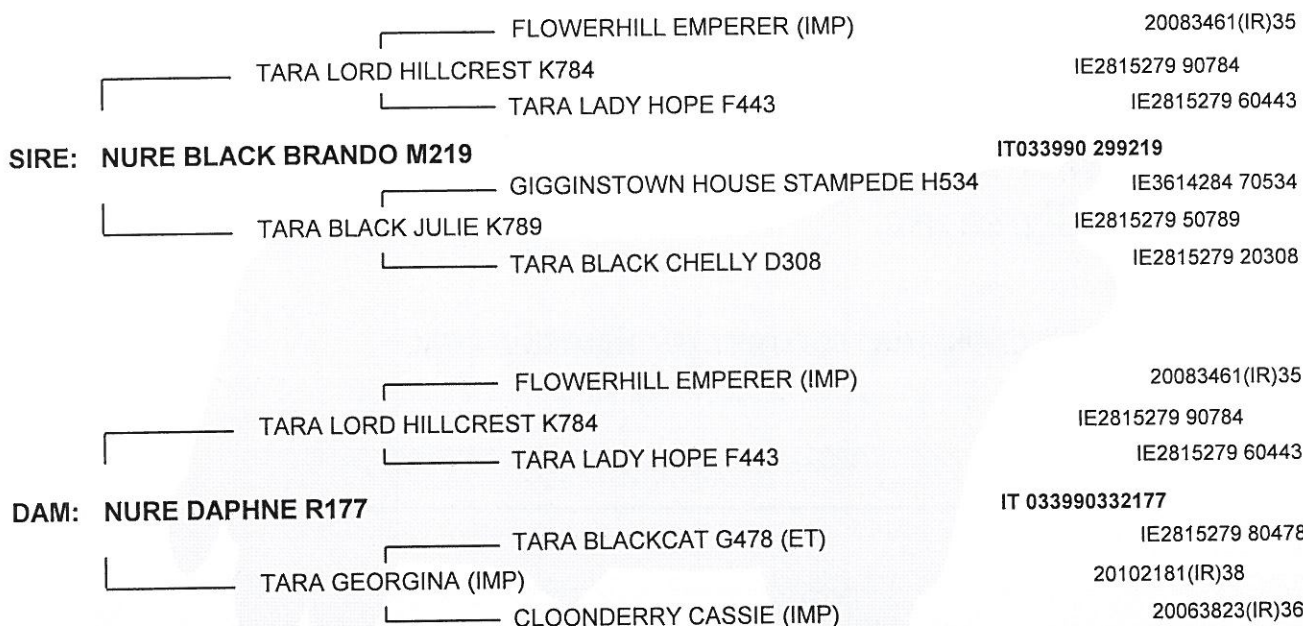 FLOWERHILL EMPERER (IMP) 20083461(IR)35
TARA LORD HILLCREST K784 IE2815279 90784
TARA LADY HOPE F443 IE2815279 60443
SIRE: NURE BLACK BRANDO M219 IT033990 299219
GIGGINSTOWN HOUSE STAMPEDE H534 IE3614284 70534
TARA BLACK JULIE K789 IE2815279 50789
TARA BLACK CHELLY D308 IE2815279 20308
FLOWERHILL EMPERER (IMP) 20083461(IR)35
TARA LORD HILLCREST K784 IE2815279 90784
TARA LADY HOPE F443 IE2815279 60443
DAM: NURE DAPHNE R177 IT 033990332177
TARA BLACKCAT G478 (ET) IE2815279 80478
TARA GEORGINA (IMP) 20102181(IR)38
CLOONDERRY CASSIE (IMP) 20063823(IR)36